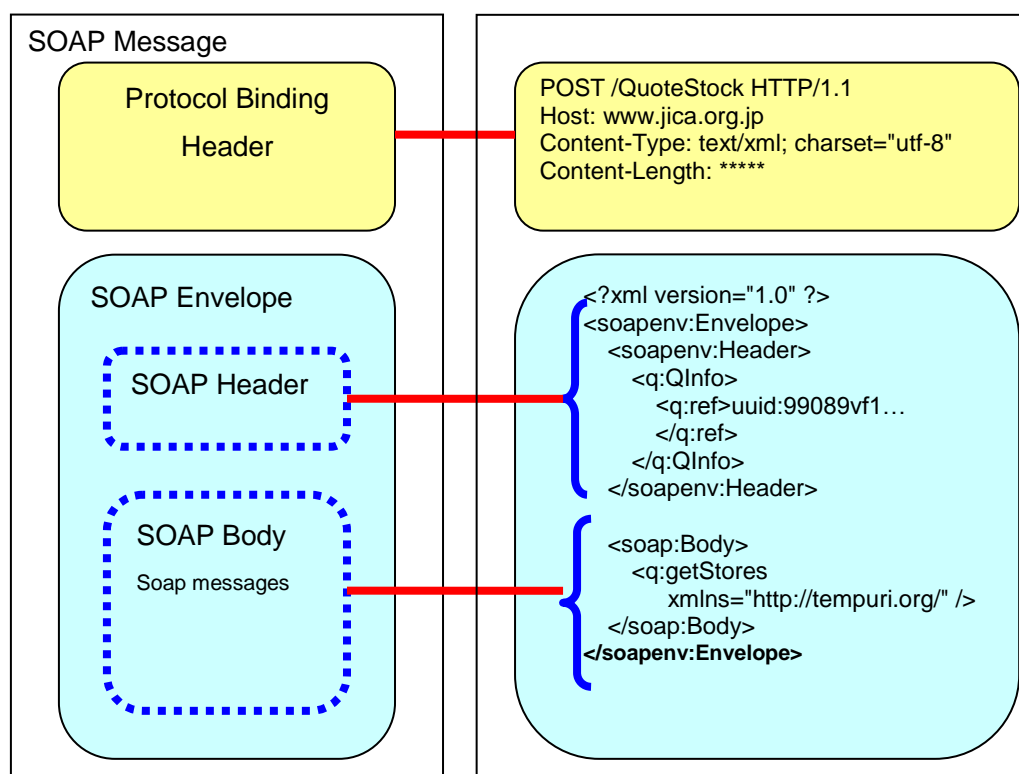 SOAP Message
Protocol Binding
Header
SOAP Envelope
SOAP Header
SOAP Body
Soap messages
POST /QuoteStock HTTP/1.1
Host: www.jica.org.jp
Content-Type: text/xml; charset="utf-8"
Content-Length: *****
<?xml version="1.0" ?>
<soapenv:Envelope>
<soapenv:Header>
<q:QInfo>
<q:ref>uuid:99089vf1…
</q:ref>
</q:QInfo>
</soapenv:Header>
<soap:Body>
<q:getStores
xmlns="http://tempuri.org/" />
</soap:Body>
</soapenv:Envelope>